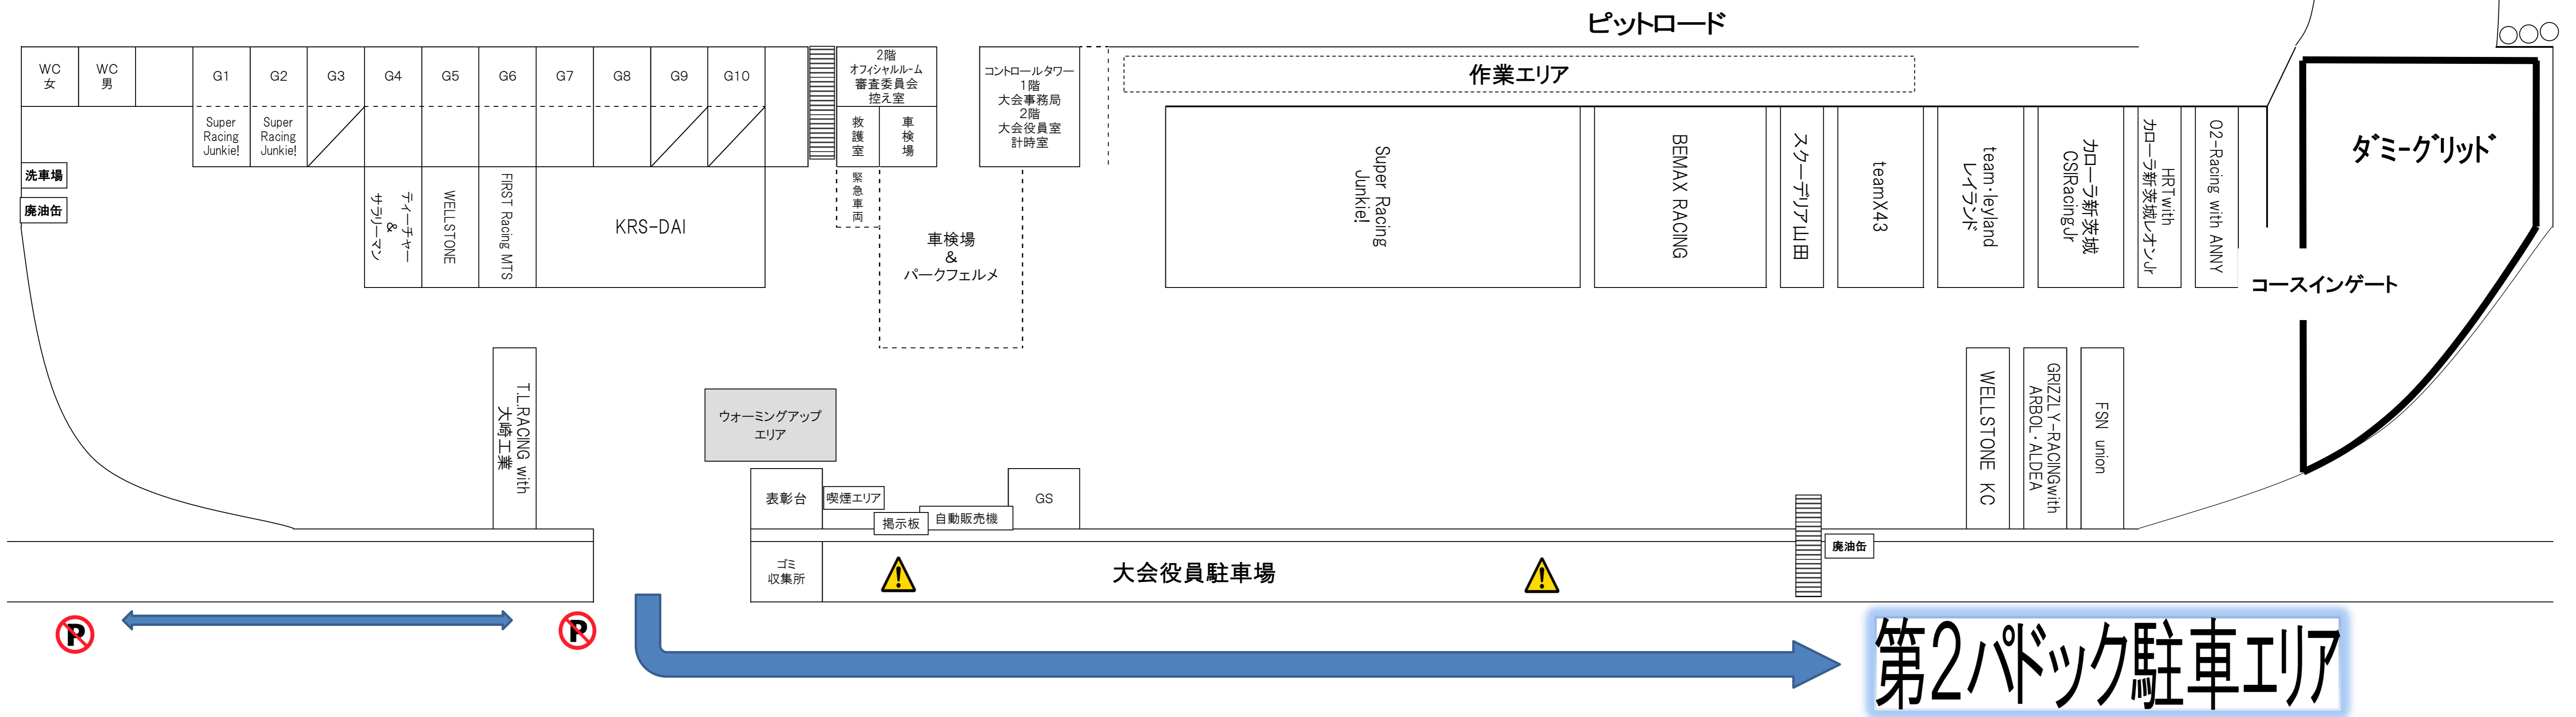 ピットロード
WC
女
WC
男
G1
G2
G3
G4
G5
G6
G7
G8
G9
G10
2階
オフィシャルルーム
審査委員会
控え室
コントロールタワー
1階
大会事務局
2階
大会役員室
計時室
作業エリア
Super
Racing
Junkie!
Super
Racing
Junkie!
救護室
車検場
洗車場
廃油缶
ティーチャー
&
サラリーマン
WELLSTONE
FIRST Racing MTS
KRS-DAI
緊急車両
車検場
&
パークフェルメ
Super Racing
Junkie!
BEMAX RACING
スクーデリア山田
teamX43
team・leyland
レイランド
カローラ新茨城
CSIRacingJr
HRTwith
カローラ新茨城レオンJr
O2-Racing with ANNY
ダミーグリッド
コースインゲート
T.L.RACING with
大崎工業
ウォーミングアップ
エリア
表彰台
喫煙エリア
掲示板
自動販売機
GS
WELLSTONE KC
GRIZZLY-RACINGwith
ARBOL・ALDEA
FSN union
ゴミ
収集所
大会役員駐車場
廃油缶
P
P
第2パドック駐車エリア